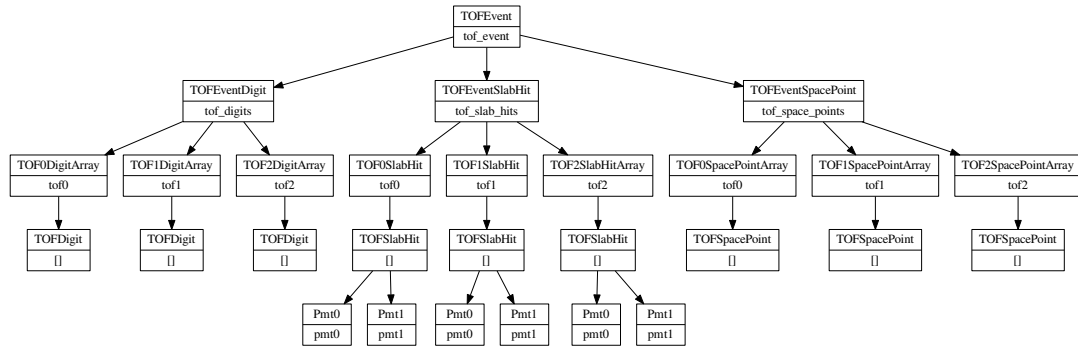 TOFEvent
tof_event
TOFEventDigit
tof_digits
TOFEventSlabHit
tof_slab_hits
TOFEventSpacePoint
tof_space_points
TOF0DigitArray
tof0
TOF1DigitArray
tof1
TOF2DigitArray
tof2
TOF0SlabHit
tof0
TOF1SlabHit
tof1
TOF2SlabHitArray
tof2
TOF0SpacePointArray
tof0
TOF1SpacePointArray
tof1
TOF2SpacePointArray
tof2
TOFDigit
[]
TOFDigit
[]
TOFDigit
[]
TOFSlabHit
[]
TOFSlabHit
[]
TOFSlabHit
[]
TOFSpacePoint
[]
TOFSpacePoint
[]
TOFSpacePoint
[]
Pmt0
pmt0
Pmt1
pmt1
Pmt0
pmt0
Pmt1
pmt1
Pmt0
pmt0
Pmt1
pmt1